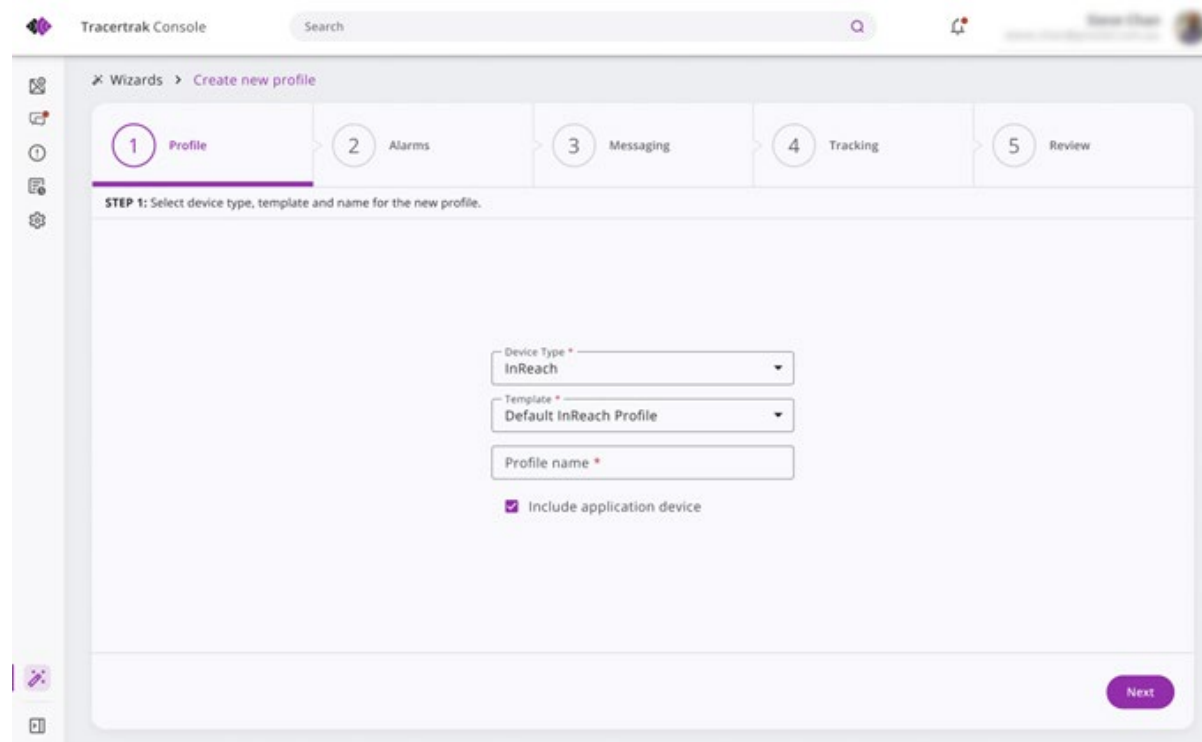 Tracertrak Console
Search
Wizards > Create new profile
1 Profile
2 Alarms
3 Messaging
4 Tracking
5 Review
STEP 1: Select device type, template and name for the new profile.
Device Type *
InReach
Template *
Default InReach Profile
Profile name *
Include application device
Next